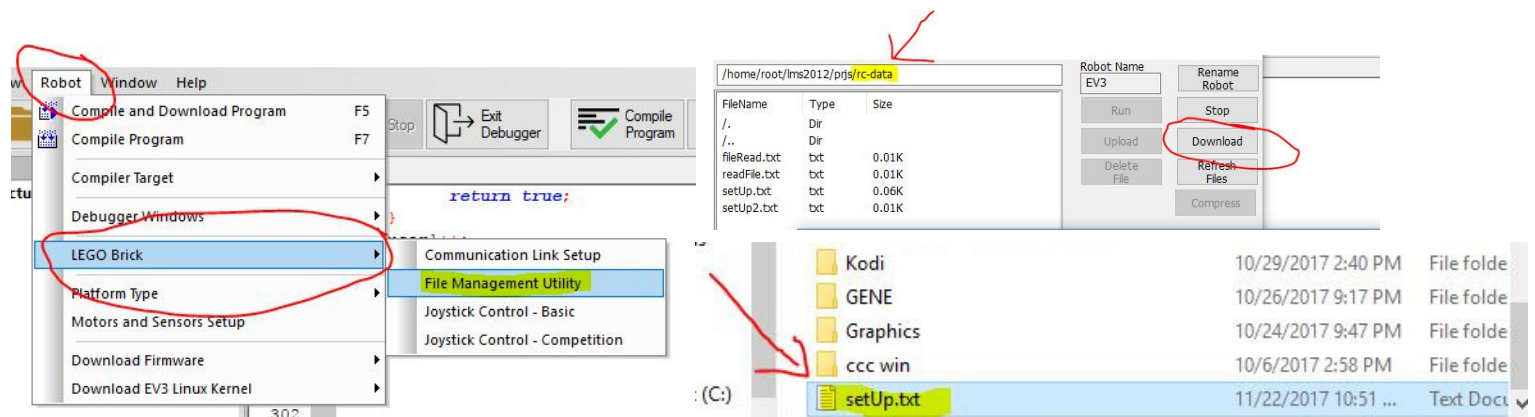 Robot Window Help
Compile and Download Program F5
Compile Program F7
Compiler Target
Debugger Windows
LEGO Brick
Platform Type
Motors and Sensors Setup
Download Firmware
Download EV3 Linux Kernel
Stop
Exit Debugger
Compile Program
return true;
}
Communication Link Setup
File Management Utility
Joystick Control - Basic
Joystick Control - Competition
302
/home/root/lms2012/prjs/rc-data
FileName Type Size
/. Dir
/.. Dir
fileRead.txt txt 0.01K
readFile.txt txt 0.01K
setUp.txt txt 0.06K
setUp2.txt txt 0.01K
Robot Name
EV3
Rename Robot
Run
Stop
Upload
Download
Delete File
Refresh Files
Compress
Kodi 10/29/2017 2:40 PM File folde
GENE 10/26/2017 9:17 PM File folde
Graphics 10/24/2017 9:47 PM File folde
ccc win 10/6/2017 2:58 PM File folde
(C:)
setUp.txt 11/22/2017 10:51 ... Text Docu